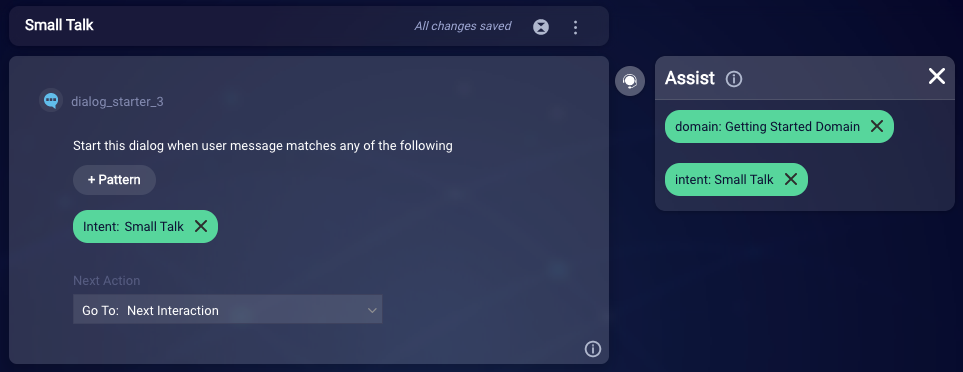 Small Talk
All changes saved
dialog_starter_3
Start this dialog when user message matches any of the following
+ Pattern
Intent: Small Talk
Next Action
Go To: Next Interaction
Assist
domain: Getting Started Domain
intent: Small Talk